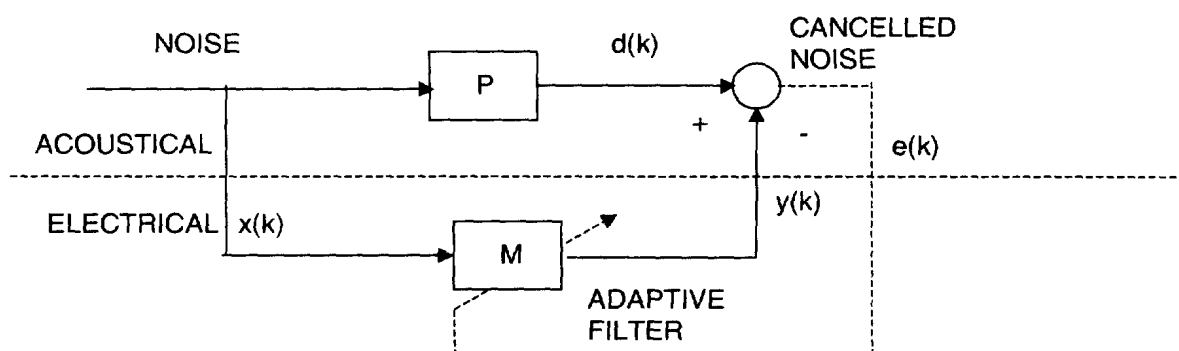 NOISE
d(k)
CANCELLED
NOISE
P
+
-
ACOUSTICAL
e(k)
ELECTRICAL
x(k)
y(k)
M
ADAPTIVE
FILTER